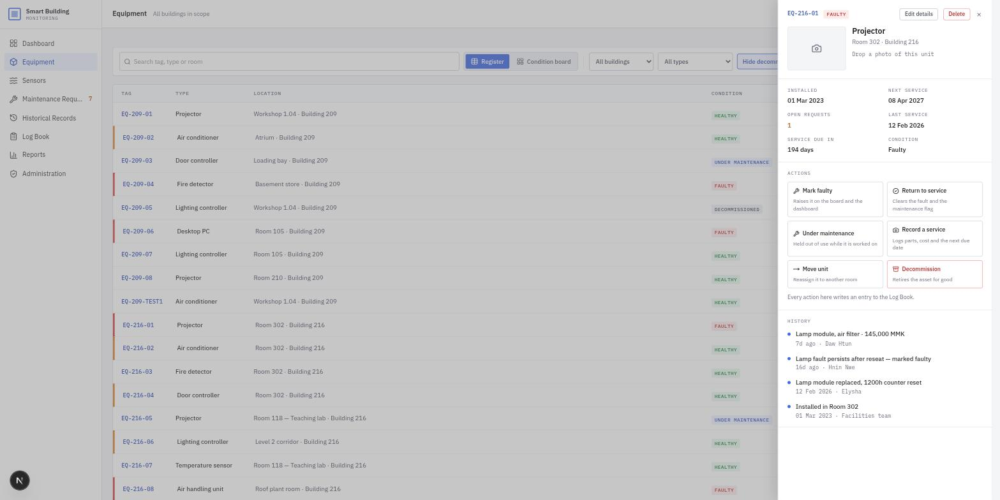 Smart Building
MONITORING
Dashboard
Equipment
Sensors
Maintenance Requ... 7
Historical Records
Log Book
Reports
Administration
N
Equipment All buildings in scope
Search tag, type or room
Register
Condition board
All buildings
All types
Hide decomm
TAG TYPE LOCATION CONDITION
EQ-209-01 Projector Workshop 1.04 · Building 209 HEALTHY
EQ-209-02 Air conditioner Atrium · Building 209 HEALTHY
EQ-209-03 Door controller Loading bay · Building 209 UNDER MAINTENANCE
EQ-209-04 Fire detector Basement store · Building 209 FAULTY
EQ-209-05 Lighting controller Workshop 1.04 · Building 209 DECOMMISSIONED
EQ-209-06 Desktop PC Room 105 · Building 209 FAULTY
EQ-209-07 Lighting controller Room 105 · Building 209 HEALTHY
EQ-209-08 Projector Room 210 · Building 209 HEALTHY
EQ-209-TEST1 Air conditioner Workshop 1.04 · Building 209 HEALTHY
EQ-216-01 Projector Room 302 · Building 216 FAULTY
EQ-216-02 Air conditioner Room 302 · Building 216 HEALTHY
EQ-216-03 Fire detector Room 302 · Building 216 HEALTHY
EQ-216-04 Door controller Room 302 · Building 216 HEALTHY
EQ-216-05 Projector Room 118 — Teaching lab · Building 216 UNDER MAINTENANCE
EQ-216-06 Lighting controller Level 2 corridor · Building 216 HEALTHY
EQ-216-07 Temperature sensor Room 118 — Teaching lab · Building 216 HEALTHY
EQ-216-08 Air handling unit Roof plant room · Building 216 FAULTY
EQ-216-01 FAULTY Edit details Delete ×
Projector
Room 302 · Building 216
Drop a photo of this unit
INSTALLED NEXT SERVICE
01 Mar 2023 08 Apr 2027
OPEN REQUESTS LAST SERVICE
1 12 Feb 2026
SERVICE DUE IN CONDITION
194 days Faulty
ACTIONS
Mark faulty
Raises it on the board and the
dashboard
Return to service
Clears the fault and the
maintenance flag
Under maintenance
Held out of use while it is worked on
Record a service
Logs parts, cost and the next due
date
Move unit
Reassign it to another room
Decommission
Retires the asset for good
Every action here writes an entry to the Log Book.
HISTORY
Lamp module, air filter · 145,000 MMK
7d ago · Daw Htun
Lamp fault persists after reseat — marked faulty
16d ago · Hnin Nwe
Lamp module replaced, 1200h counter reset
12 Feb 2026 · Elysha
Installed in Room 302
01 Mar 2023 · Facilities team